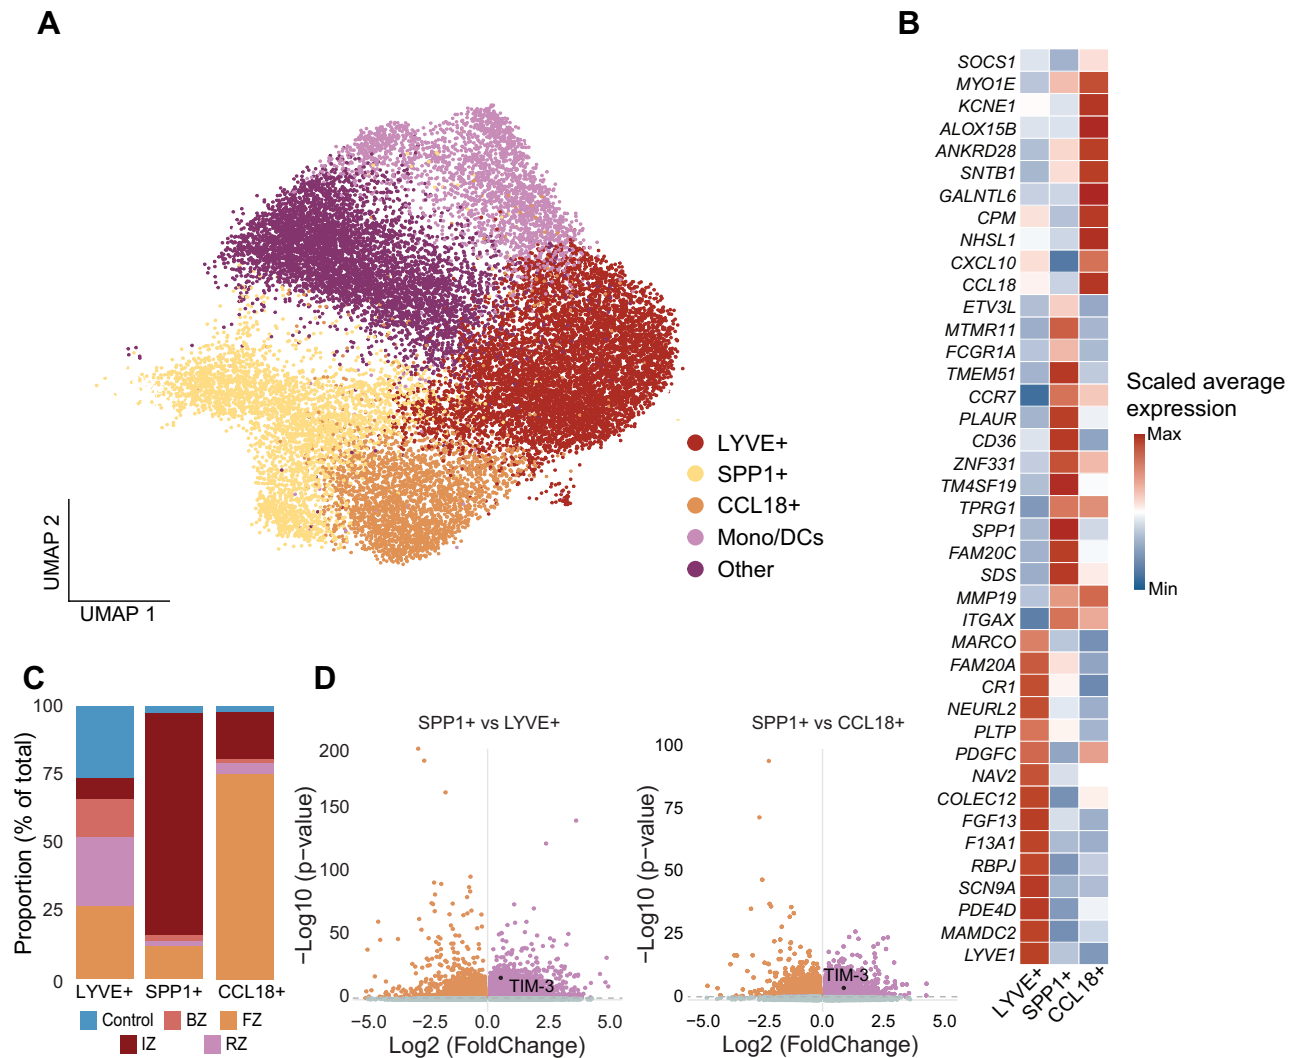 A
UMAP 2
UMAP 1
LYVE+
SPP1+
CCL18+
Mono/DCs
Other
B
SOCS1
MYO1E
KCNE1
ALOX15B
ANKRD28
SNTB1
GALNTL6
CPM
NHSL1
CXCL10
CCL18
ETV3L
MTMR11
FCGR1A
TMEM51
CCR7
PLAUR
CD36
ZNF331
TM4SF19
TPRG1
SPP1
FAM20C
SDS
MMP19
ITGAX
MARCO
FAM20A
CR1
NEURL2
PLTP
PDGFC
NAV2
COLEC12
FGF13
F13A1
RBPJ
SCN9A
PDE4D
MAMDC2
LYVE1
LYVE+ SPP1+ CCL18+
Scaled average
expression
Max
Min
C
Proportion (% of total)
100
75
50
25
0
LYVE+ SPP1+ CCL18+
Control BZ FZ
IZ RZ
D
SPP1+ vs LYVE+
−Log10 (p−value)
200
150
100
50
0
TIM-3
−5.0 −2.5 0.0 2.5 5.0
Log2 (FoldChange)
SPP1+ vs CCL18+
−Log10 (p−value)
100
75
50
25
0
TIM-3
−5.0 −2.5 0.0 2.5 5.0
Log2 (FoldChange)